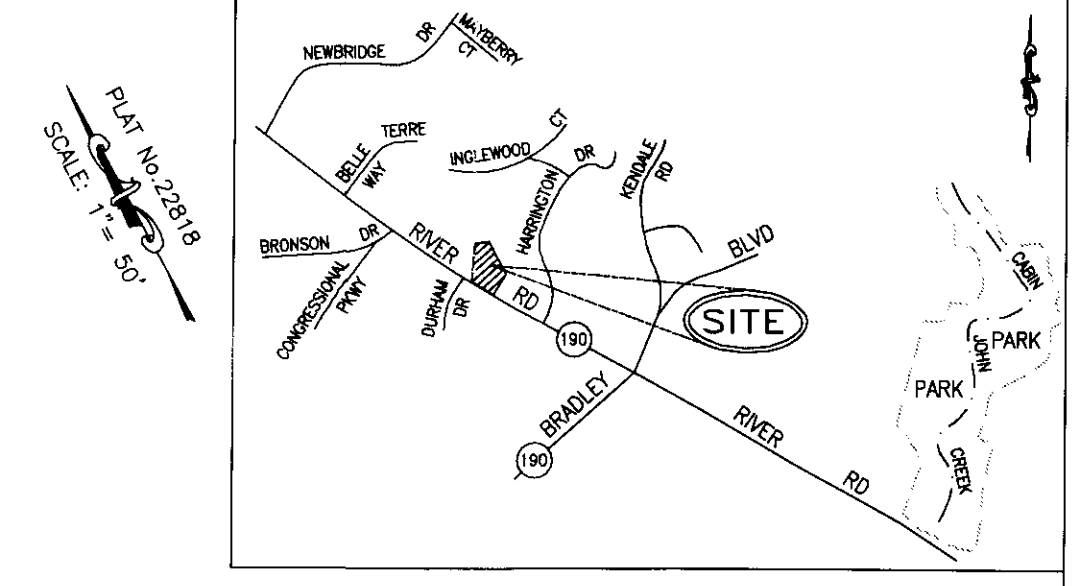 PLAT No.22818
SCALE: 1"= 50'
NEWBRIDGE DR
MAYBERRY CT
BELLE TERRE WAY
INGLEWOOD CT
HARRINGTON DR
KENDALE RD
BRONSON DR
CONGRESSIONAL PKWY
RIVER RD
DURHAM DR
BLVD
SITE
190
BRADLEY
190
RIVER RD
CABIN
JOHN
CREEK
PARK
PARK